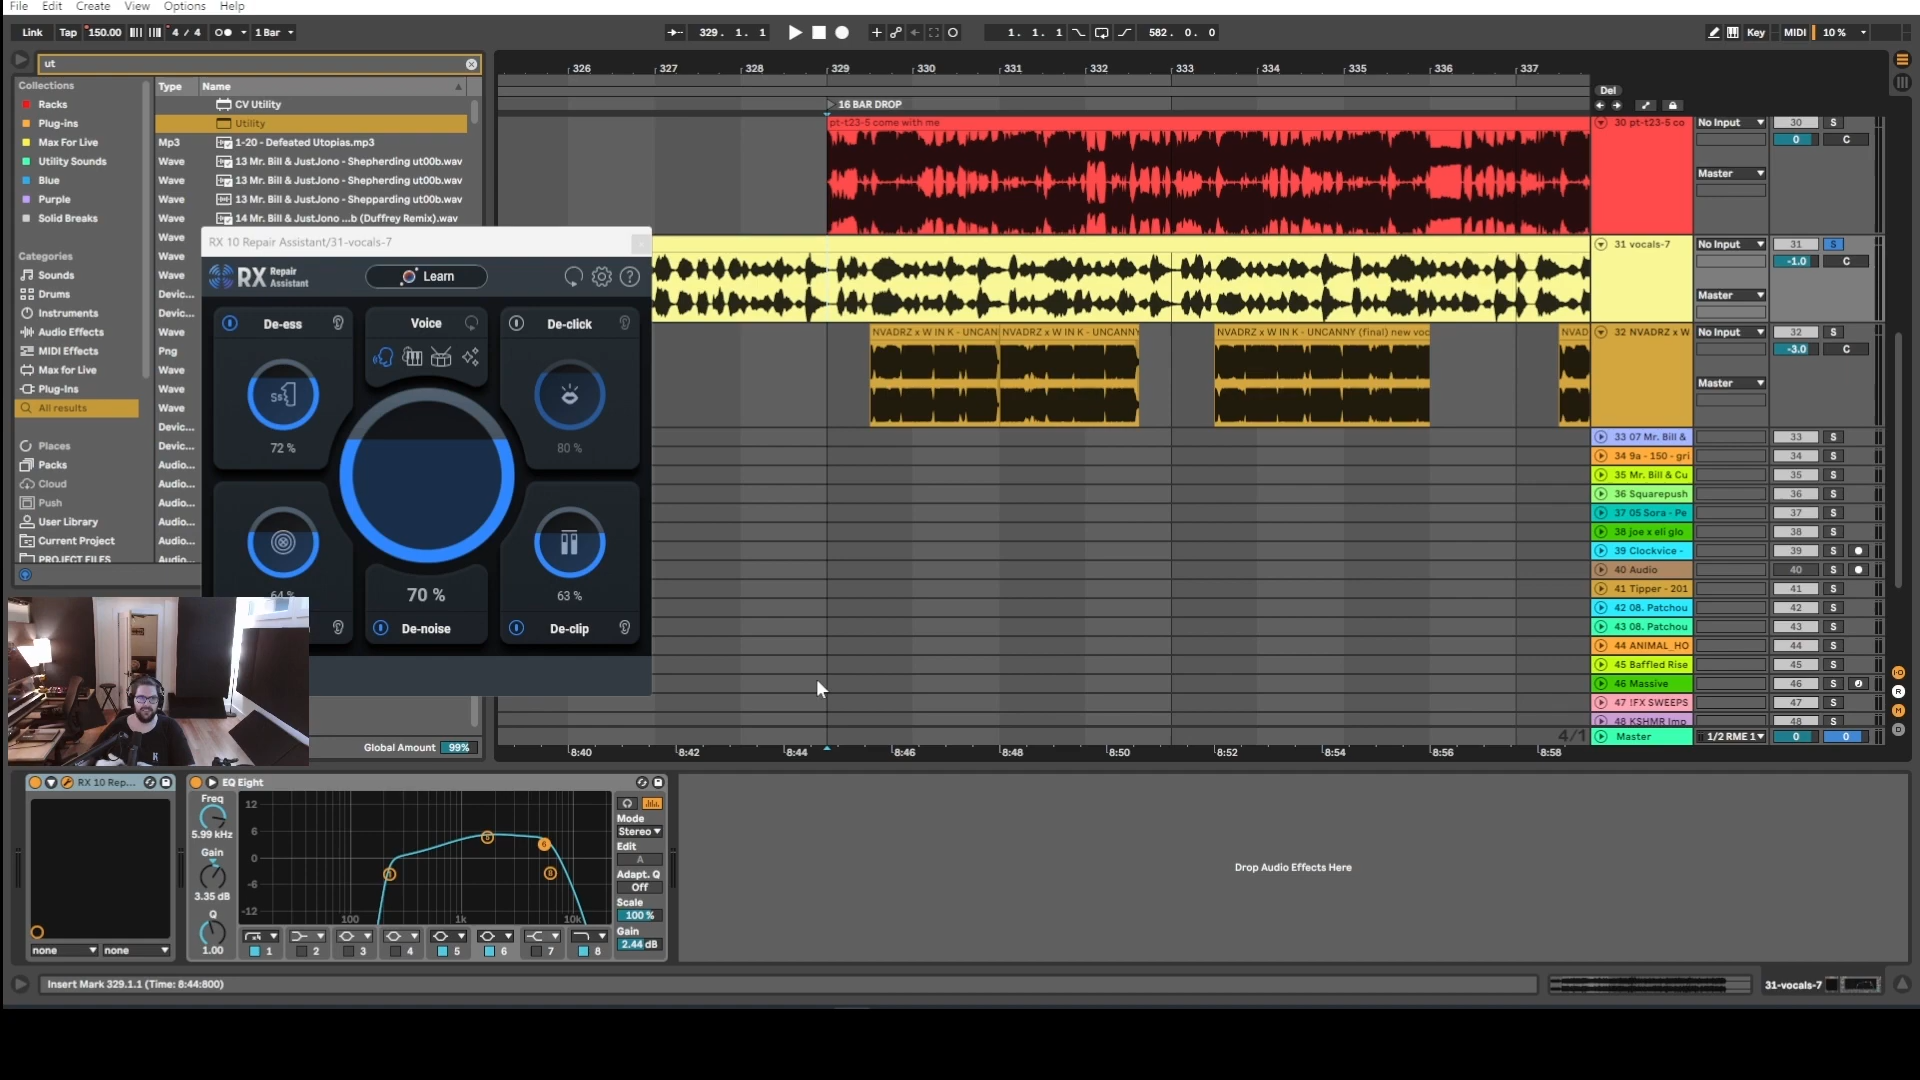 File Edit Create View Options Help
Link Tap 150.00 4 / 4 1 Bar 329. 1. 1 1. 1. 1 582. 0. 0 Key MIDI 10 %
ut
Collections
Racks
Plug-ins
Max For Live
Utility Sounds
Blue
Purple
Solid Breaks
Categories
Sounds
Drums
Instruments
Audio Effects
MIDI Effects
Max for Live
Plug-Ins
All results
Places
Packs
Cloud
Push
User Library
Current Project
PROJECT FILES
Type Name
CV Utility
Utility
Mp3 1-20 - Defeated Utopias.mp3
Wave 13 Mr. Bill & JustJono - Shepherding ut00b.wav
Wave 13 Mr. Bill & JustJono - Shepherding ut00b.wav
Wave 13 Mr. Bill & JustJono - Shepparding ut00b.wav
Wave 14 Mr. Bill & JustJono ...b (Duffrey Remix).wav
Wave
Wave
Wave
Devic...
Devic...
Wave
Png
Wave
Wave
Wave
Devic...
Devic...
Audio...
Audio...
Audio...
Audio...
Audio...
Audio...
RX 10 Repair Assistant/31-vocals-7
RX Repair Assistant
Learn
De-ess
72 %
Voice
De-click
80 %
64 %
70 %
De-noise
63 %
De-clip
Global Amount 99%
326 327 328 329 330 331 332 333 334 335 336 337
16 BAR DROP
pt-t23-5 come with me
NVADRZ x W IN K - UNCAN NVADRZ x W IN K - UNCANNY NVADRZ x W IN K - UNCANNY (final) new voc NVAD
8:40 8:42 8:44 8:46 8:48 8:50 8:52 8:54 8:56 8:58
4/1
Del
30 pt-t23-5 co No Input 30 S
0 C
Master
31 vocals-7 No Input 31 S
-1.0 C
Master
32 NVADRZ x W No Input 32 S
-3.0 C
Master
33 07 Mr. Bill & 33 S
34 9a - 150 - gri 34 S
35 Mr. Bill & Cu 35 S
36 Squarepush 36 S
37 05 Sora - Pe 37 S
38 joe x eli glo 38 S
39 Clockvice - 39 S
40 Audio 40 S
41 Tipper - 201 41 S
42 08. Patchou 42 S
43 08. Patchou 43 S
44 ANIMAL_HO 44 S
45 Baffled Rise 45 S
46 Massive 46 S
47 !FX SWEEPS 47 S
48 KSHMR Imp 48 S
Master 1/2 RME 1 0 0
R
M
D
RX 10 Rep...
none none
EQ Eight
Freq
5.99 kHz
Gain
3.35 dB
Q
1.00
12
6
0
-6
-12
100 1k 10k
1 2 3 4 5 6 7 8
Mode
Stereo
Edit
A
Adapt. Q
Off
Scale
100 %
Gain
2.44 dB
Drop Audio Effects Here
Insert Mark 329.1.1 (Time: 8:44:800)
31-vocals-7